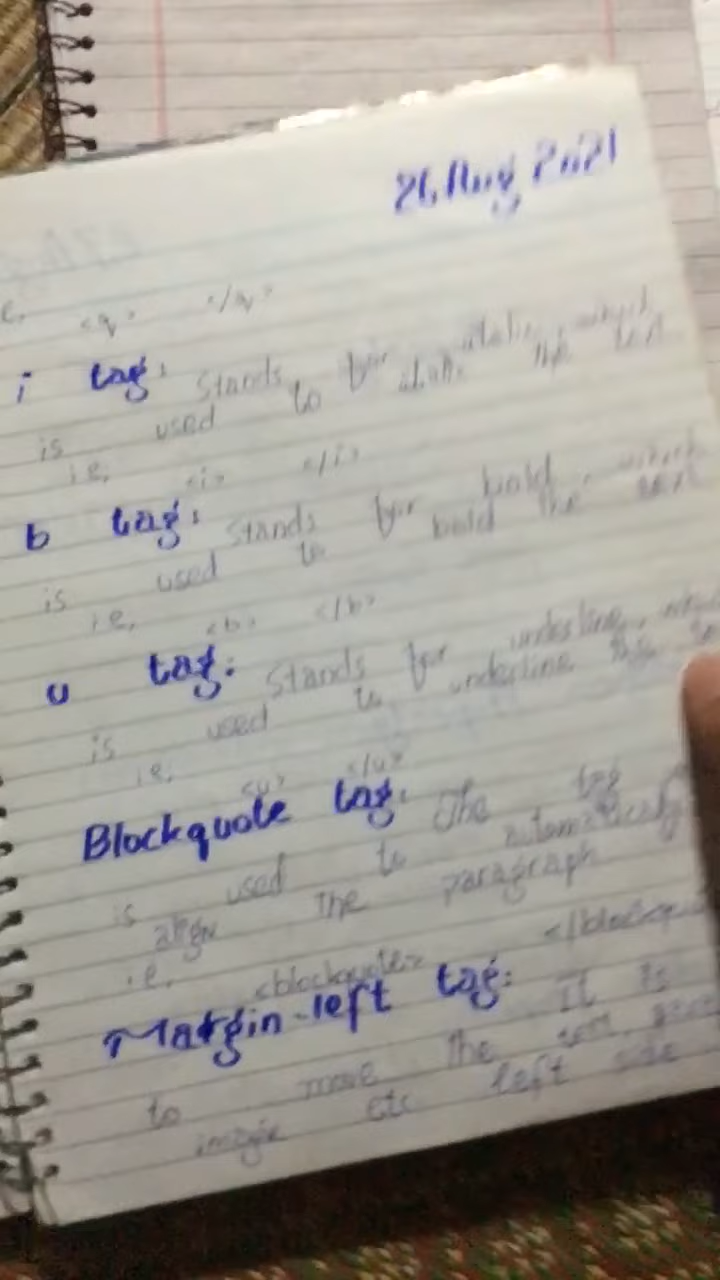 26 Aug 2021
<q> </q>
i tag: Stands for italic, which
is used to italic the text
i.e. <i> </i>
b tag: Stands for bold, which
is used to bold the text
i.e. <b> </b>
u tag: Stands for underline,
is used to underline the
i.e. <u> </u>
Blockquote tag: The tag
is used to automatically
align the paragraph
i.e. <blockquote>
Margin-left tag: It is
to move the
image etc left side